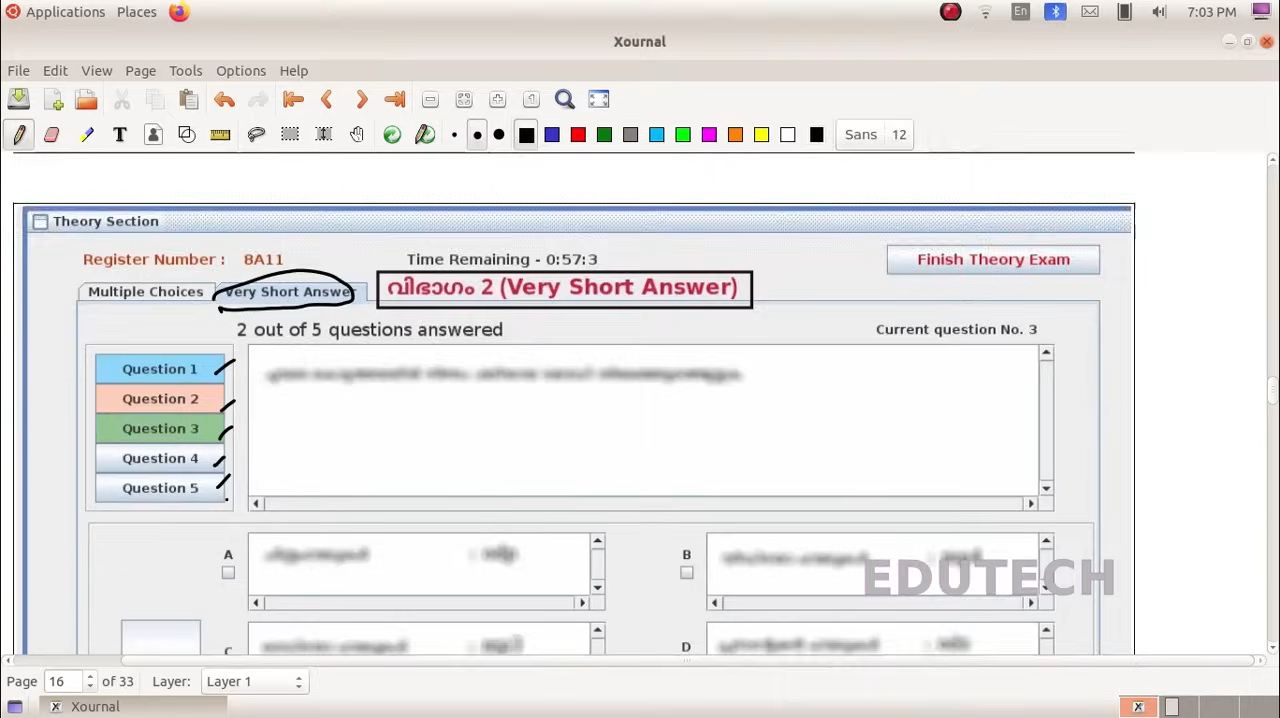 Applications Places En 7:03 PM
Xournal
File Edit View Page Tools Options Help
Sans 12
Theory Section
Register Number : 8A11 Time Remaining - 0:57:3 Finish Theory Exam
Multiple Choices Very Short Answer വിഭാഗം 2 (Very Short Answer)
2 out of 5 questions answered Current question No. 3
Question 1
Question 2
Question 3
Question 4
Question 5
A B
EDUTECH
C D
Page 16 of 33 Layer: Layer 1
Xournal